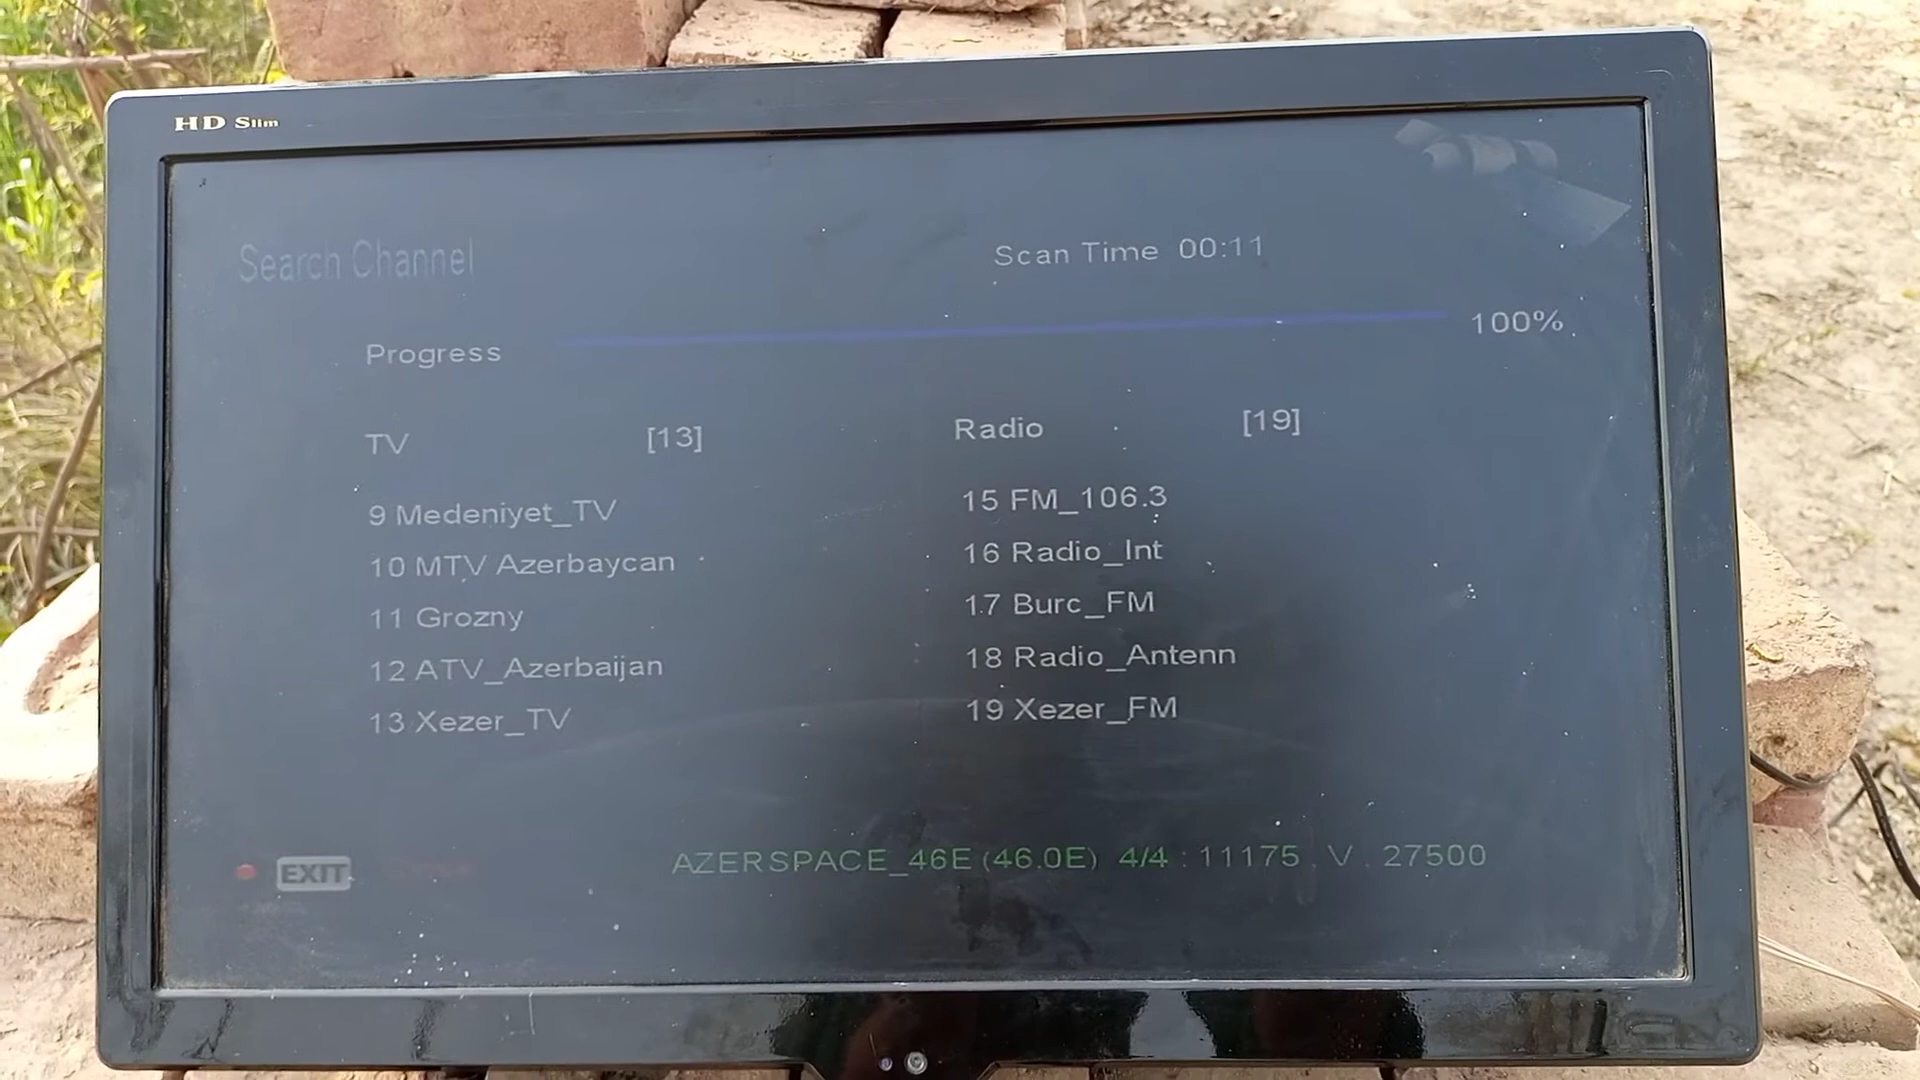 HD Slim
Search Channel
Scan Time 00:11
Progress
100%
TV [13]
Radio [19]
9 Medeniyet_TV
10 MTV Azerbaycan
11 Grozny
12 ATV_Azerbaijan
13 Xezer_TV
15 FM_106.3
16 Radio_Int
17 Burc_FM
18 Radio_Antenn
19 Xezer_FM
EXIT
AZERSPACE_46E (46.0E) 4/4 : 11175 , V , 27500